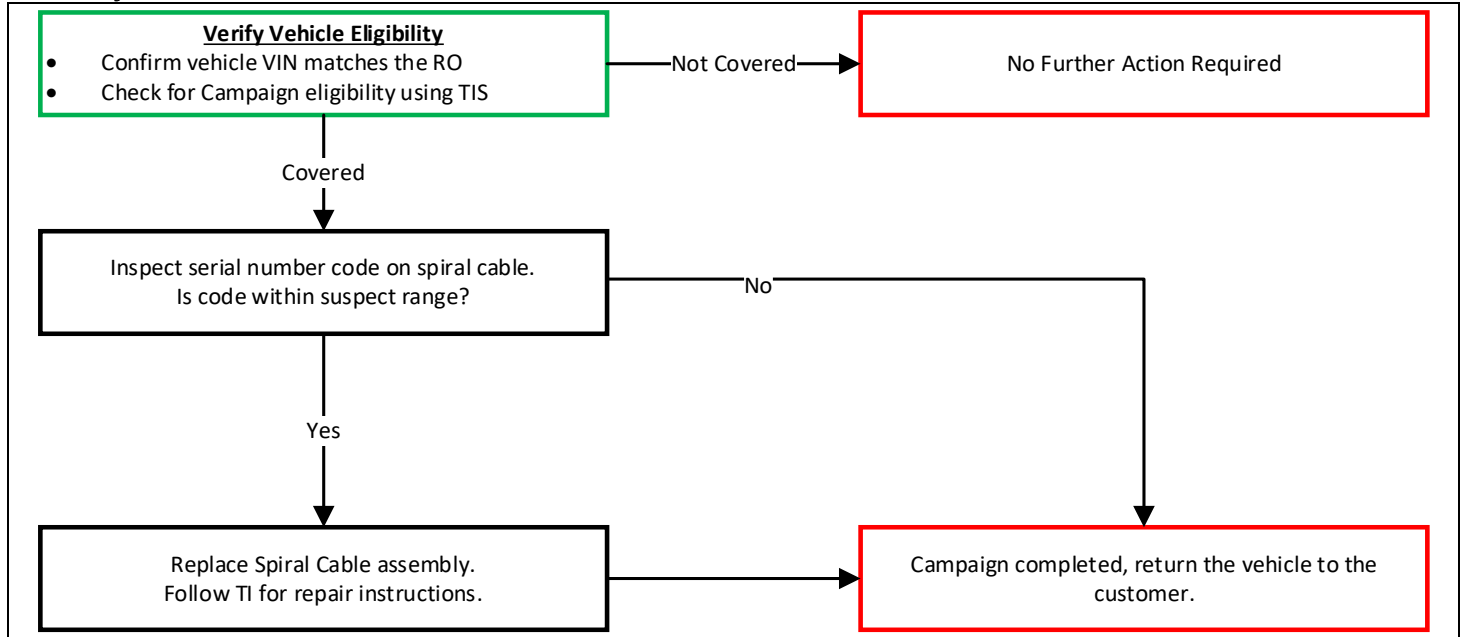 Verify Vehicle Eligibility
• Confirm vehicle VIN matches the RO
• Check for Campaign eligibility using TIS
Not Covered
No Further Action Required
Covered
Inspect serial number code on spiral cable.
Is code within suspect range?
No
Yes
Replace Spiral Cable assembly.
Follow TI for repair instructions.
Campaign completed, return the vehicle to the
customer.